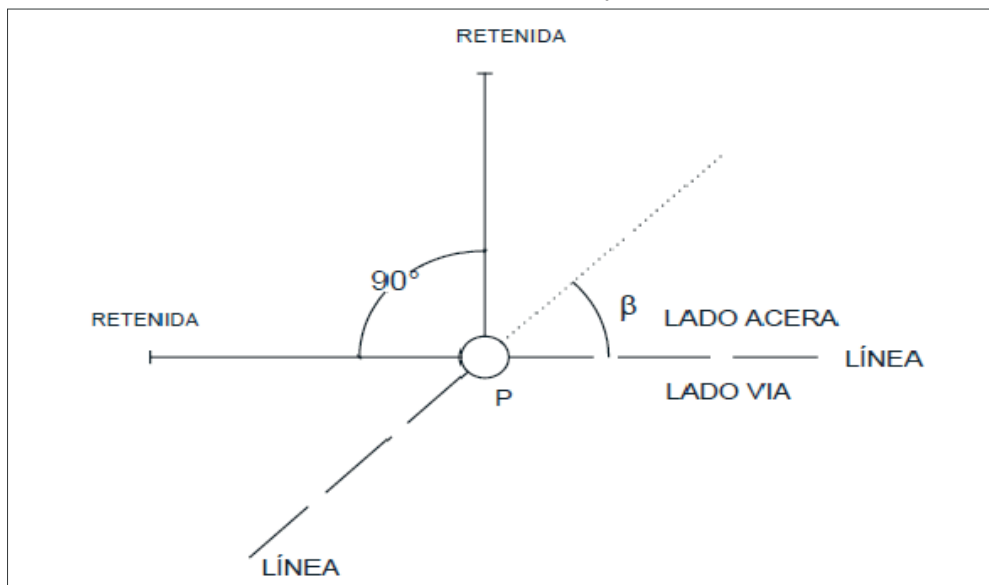 RETENIDA
90°
β
RETENIDA
LADO ACERA
LÍNEA
LADO VIA
P
LÍNEA